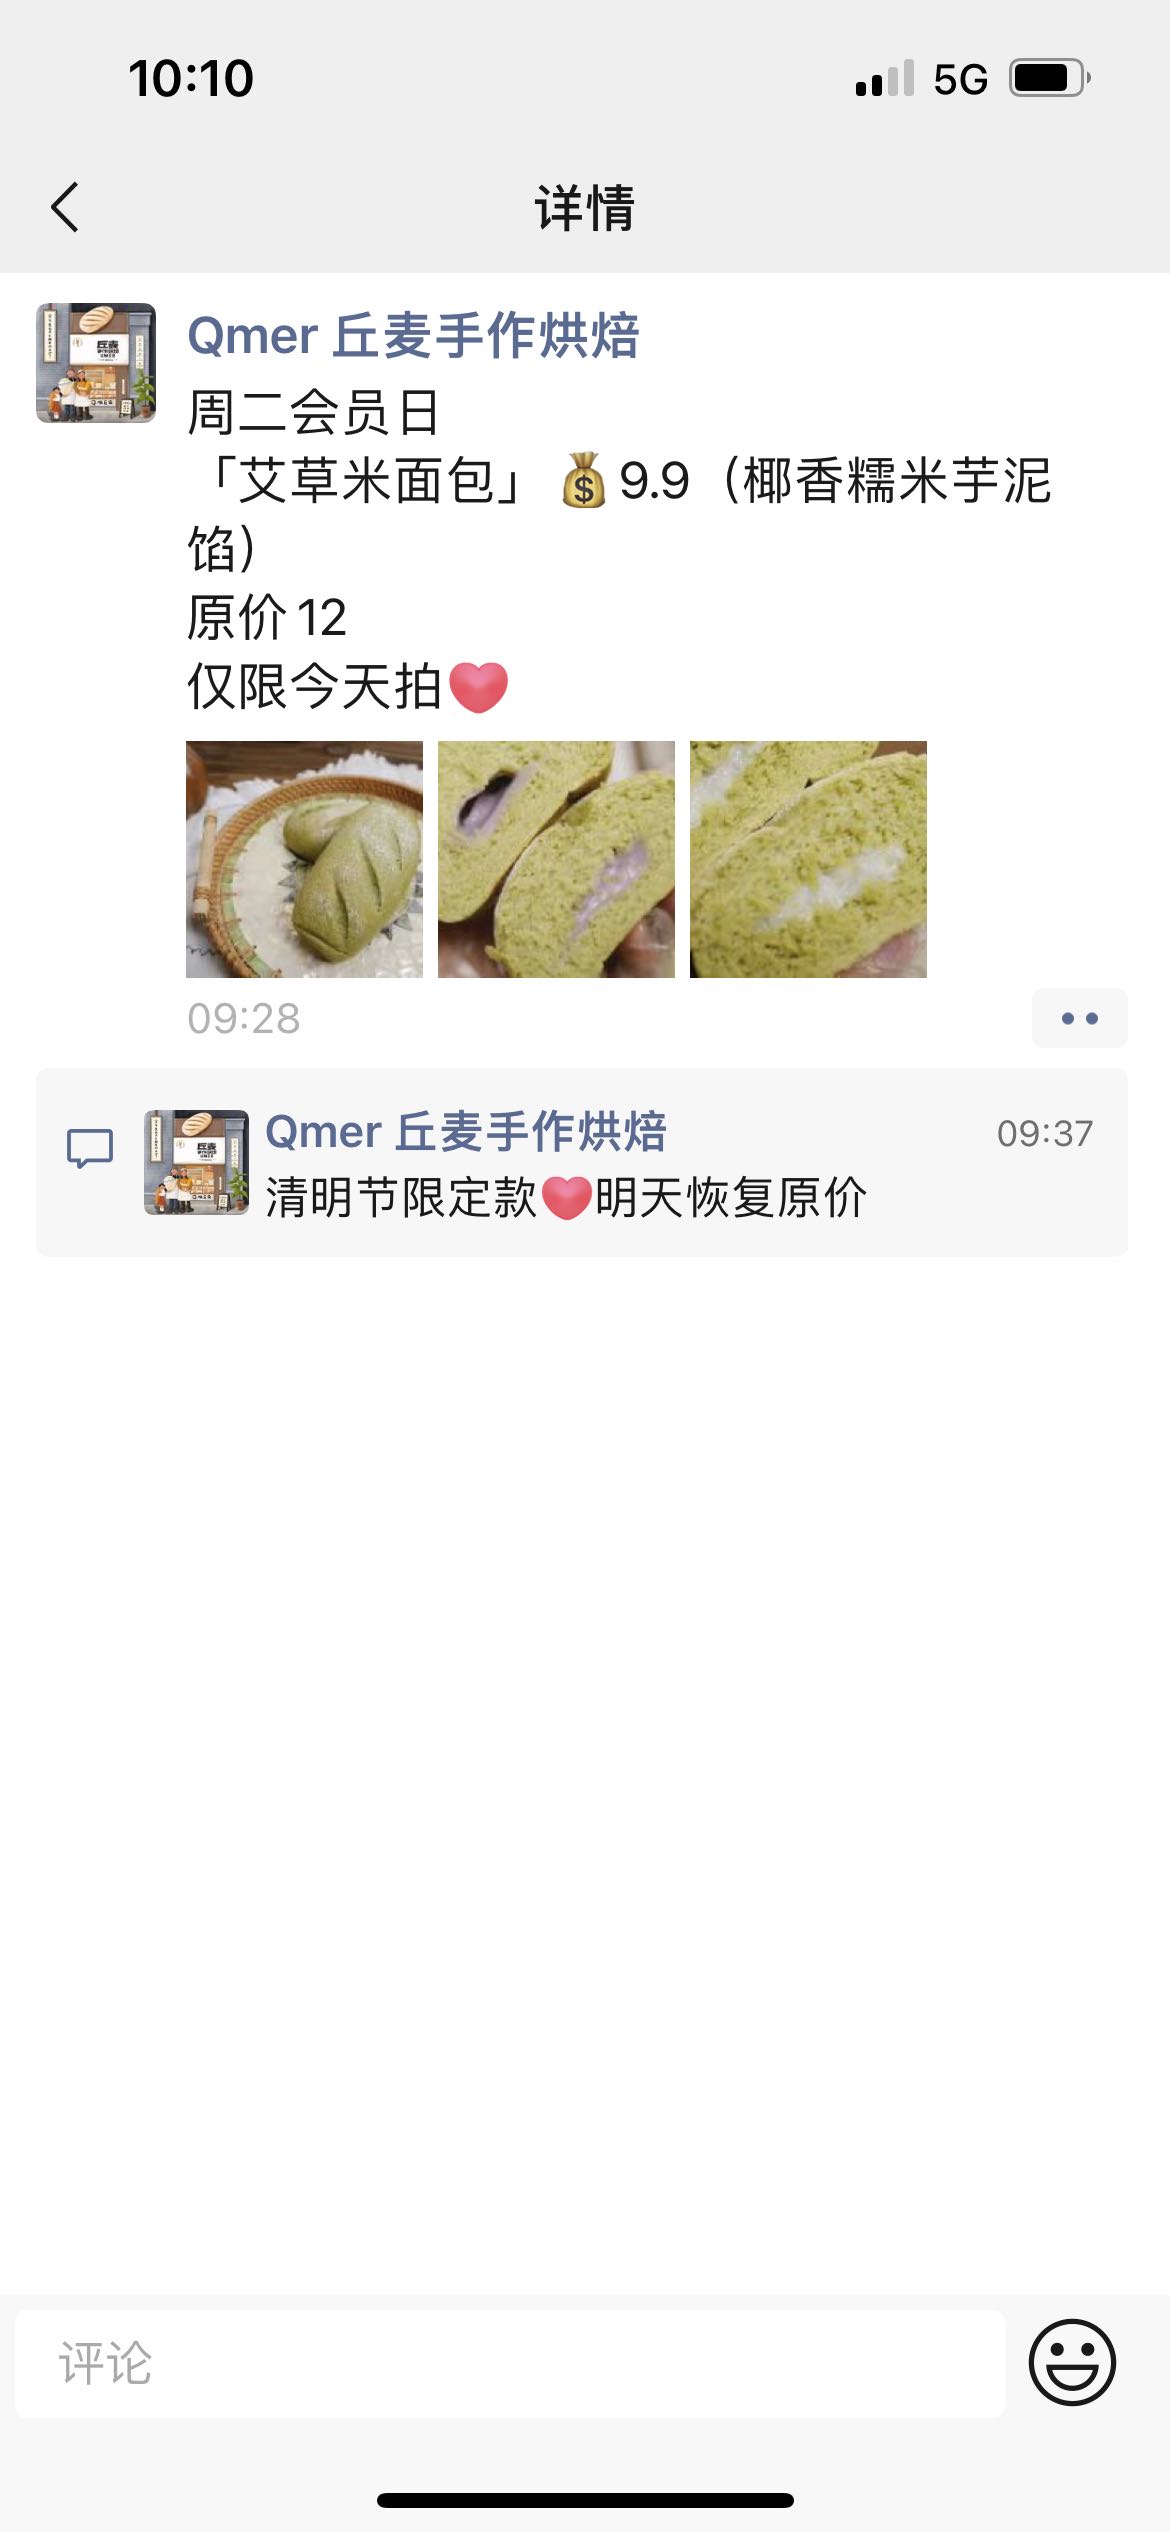 10:10
5G
详情
Qmer 丘麦手作烘焙
周二会员日
「艾草米面包」💰9.9（椰香糯米芋泥
馅）
原价12
仅限今天拍❤️
09:28
Qmer 丘麦手作烘焙
09:37
清明节限定款❤️明天恢复原价
评论